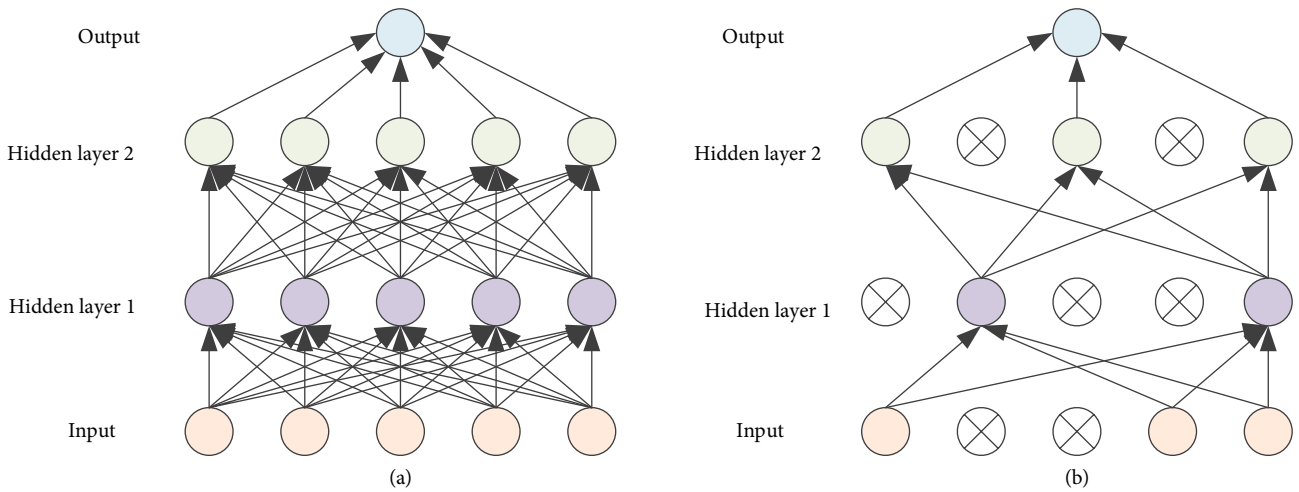 Output
Hidden layer 2
Hidden layer 1
Input
(a)
Output
Hidden layer 2
Hidden layer 1
Input
(b)